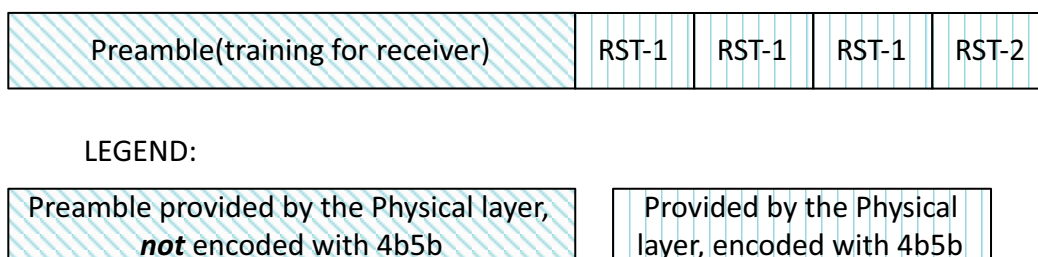 Preamble(training for receiver) RST-1 RST-1 RST-1 RST-2
LEGEND:
Preamble provided by the Physical layer,
not encoded with 4b5b
Provided by the Physical
layer, encoded with 4b5b